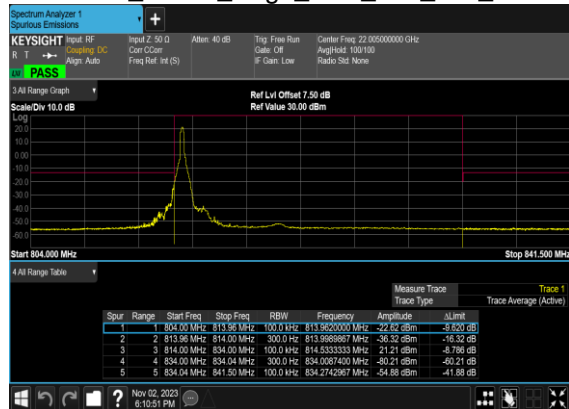 Spectrum Analyzer 1
Spurious Emissions
KEYSIGHT Input: RF Input Z: 50 Ω Atten: 40 dB Trig: Free Run Center Freq: 22.005000000 GHz
R T Coupling: DC Corr CCorr Gate: Off Avg|Hold: 100/100
Align: Auto Freq Ref: Int (S) IF Gain: Low Radio Std: None
PASS
3 All Range Graph
Ref Lvl Offset 7.50 dB
Scale/Div 10.0 dB Ref Value 30.00 dBm
Log
20.0
10.0
0.00
-10.0
-20.0
-30.0
-40.0
-50.0
-60.0
Start 804.000 MHz Stop 841.500 MHz
4 All Range Table
Measure Trace Trace 1
Trace Type Trace Average (Active)
Spur Range Start Freq Stop Freq RBW Frequency Amplitude ΔLimit
1 1 804.00 MHz 813.96 MHz 100.0 kHz 813.9620000 MHz -22.62 dBm -9.620 dB
2 2 813.96 MHz 814.00 MHz 300.0 Hz 813.9989867 MHz -36.32 dBm -16.32 dB
3 3 814.00 MHz 834.00 MHz 100.0 kHz 814.5333333 MHz 21.21 dBm -8.786 dB
4 4 834.00 MHz 834.04 MHz 300.0 Hz 834.0087400 MHz -80.21 dBm -60.21 dB
5 5 834.04 MHz 841.50 MHz 100.0 kHz 834.2742967 MHz -54.88 dBm -41.88 dB
? Nov 02, 2023
6:10:51 PM